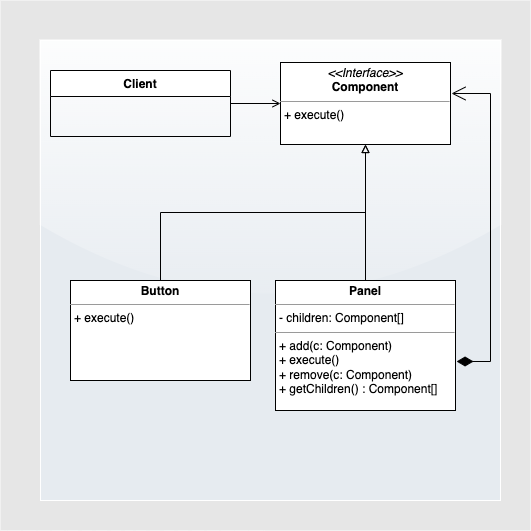 Client
<<Interface>>
Component
+ execute()
Button
+ execute()
Panel
- children: Component[]
+ add(c: Component)
+ execute()
+ remove(c: Component)
+ getChildren() : Component[]